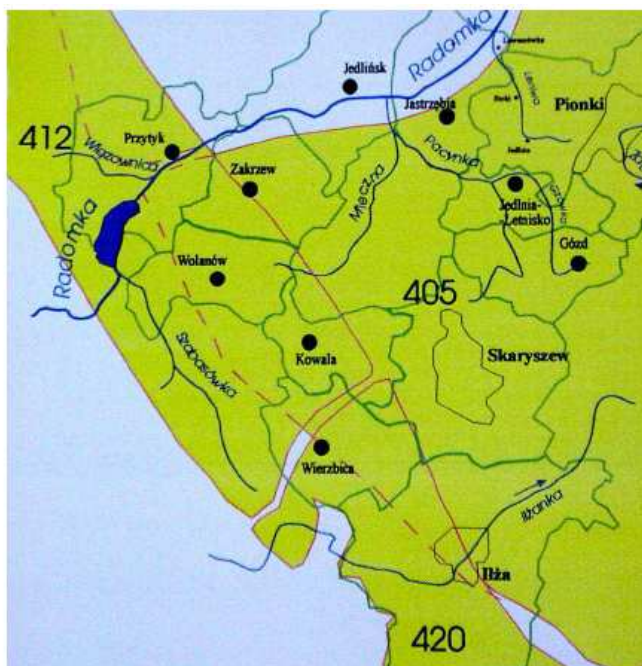 Jedlińsk
Radomka
Jastrzębia
Pionki
412
Przytyk
Wiązownica
Zakrzew
Pacynka
Mleczna
Jedlnia-
-Letnisko
Gózd
Radomka
Wolanów
405
Szabasówka
Kowala
Skaryszew
Wierzbica
Iłżanka
Iłża
420